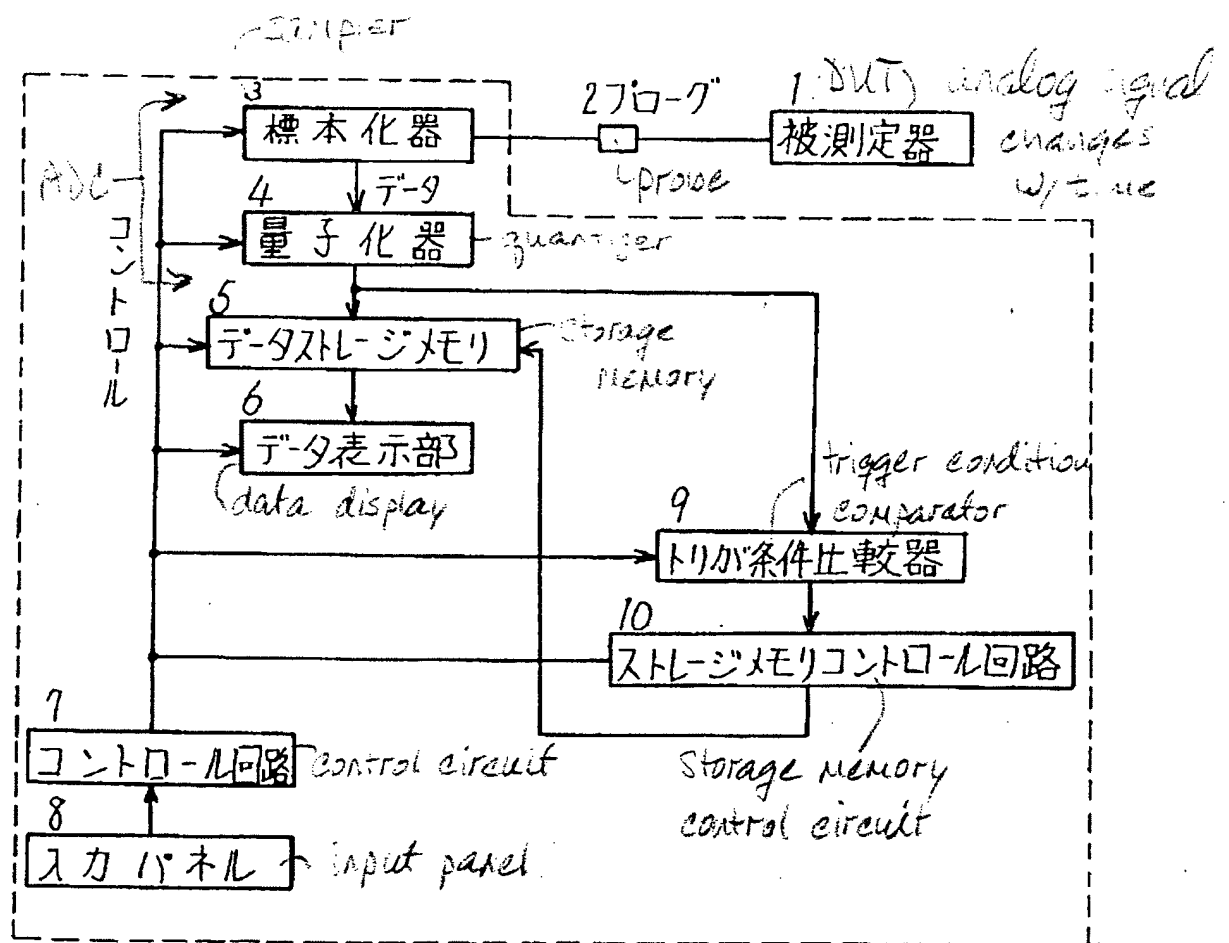 3
標本化器
2プローグ
probe
1
(DUT) analog signal
changes
w/ time
被測定器
ADC
データ
4
量子化器
quantizer
コントロール
5
データストレージメモリ
storage
memory
6
データ表示部
data display
trigger condition
comparator
9
トリガ条件比較器
10
ストレージメモリコントロール回路
7
コントロール回路
control circuit
storage memory
control circuit
8
入力パネル
input panel